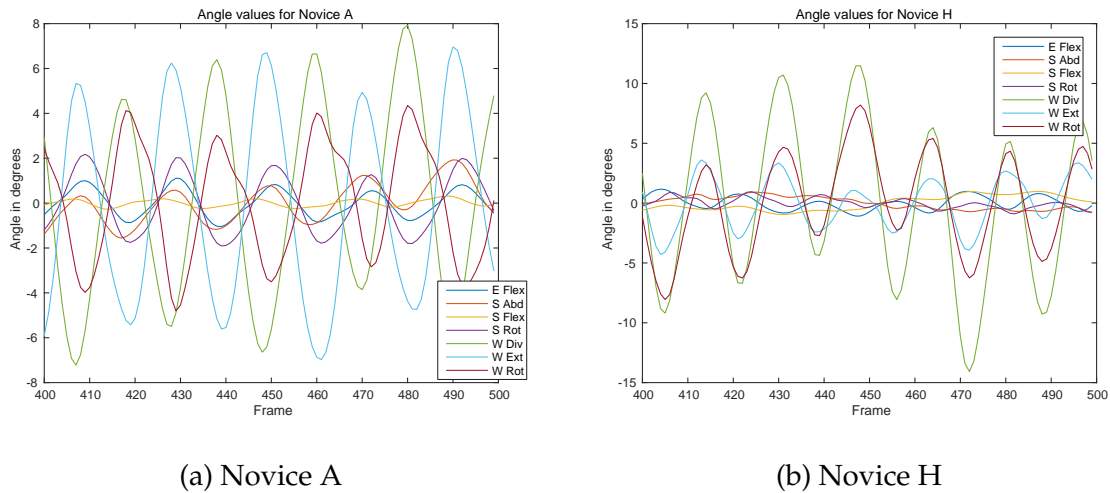 Angle values for Novice A
8
6
4
2
0
-2
-4
-6
-8
Angle in degrees
400 410 420 430 440 450 460 470 480 490 500
Frame
E Flex
S Abd
S Flex
S Rot
W Div
W Ext
W Rot
(a) Novice A
Angle values for Novice H
15
10
5
0
-5
-10
-15
Angle in degrees
400 410 420 430 440 450 460 470 480 490 500
Frame
E Flex
S Abd
S Flex
S Rot
W Div
W Ext
W Rot
(b) Novice H